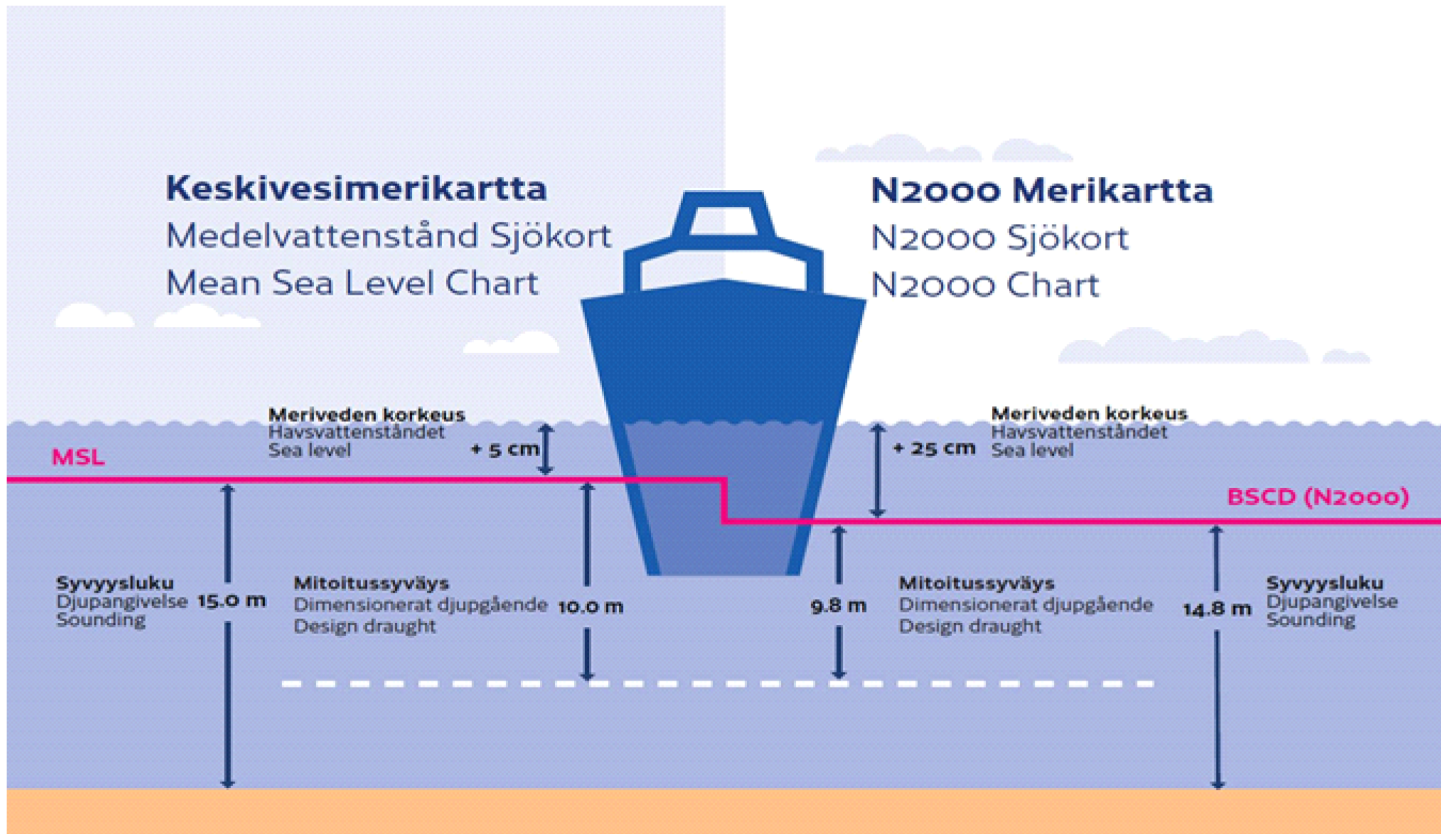 Keskivesimerikartta
Medelvattenstånd Sjökort
Mean Sea Level Chart
N2000 Merikartta
N2000 Sjökort
N2000 Chart
Meriveden korkeus
Havsvattenståndet
Sea level
+ 5 cm
MSL
+ 25 cm
Meriveden korkeus
Havsvattenståndet
Sea level
BSCD (N2000)
Syvyysluku
Djupangivelse
Sounding
15.0 m
Mitoitussyväys
Dimensionerat djupgående
Design draught
10.0 m
9.8 m
Mitoitussyväys
Dimensionerat djupgående
Design draught
14.8 m
Syvyysluku
Djupangivelse
Sounding